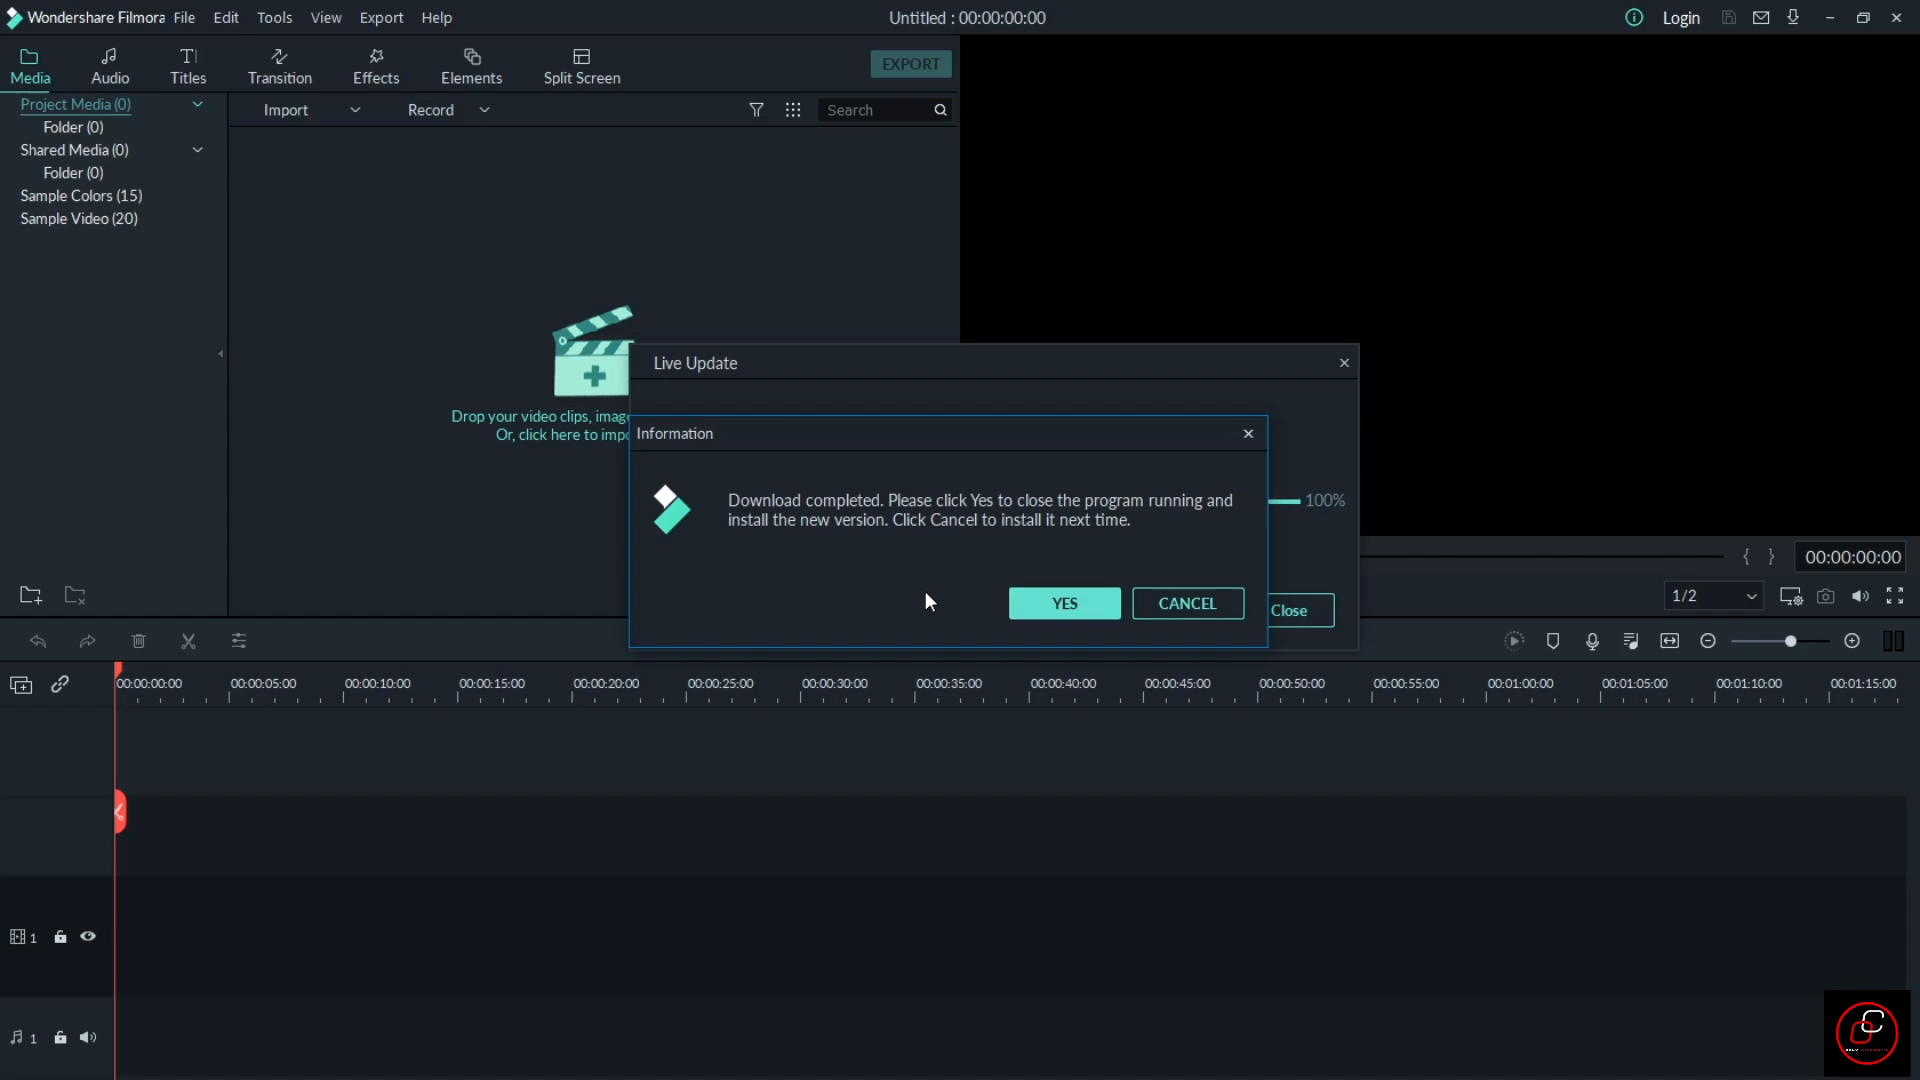 Wondershare Filmora File Edit Tools View Export Help
Untitled : 00:00:00:00
Login
Media Audio Titles Transition Effects Elements Split Screen
EXPORT
Project Media (0)
Folder (0)
Shared Media (0)
Folder (0)
Sample Colors (15)
Sample Video (20)
Import Record Search
Drop your video clips, image
Or, click here to impo
Live Update
Information
Download completed. Please click Yes to close the program running and
install the new version. Click Cancel to install it next time.
100%
YES CANCEL Close
{ } 00:00:00:00
1/2
00:00:00:00 00:00:05:00 00:00:10:00 00:00:15:00 00:00:20:00 00:00:25:00 00:00:30:00 00:00:35:00 00:00:40:00 00:00:45:00 00:00:50:00 00:00:55:00 00:01:00:00 00:01:05:00 00:01:10:00 00:01:15:00
1
1